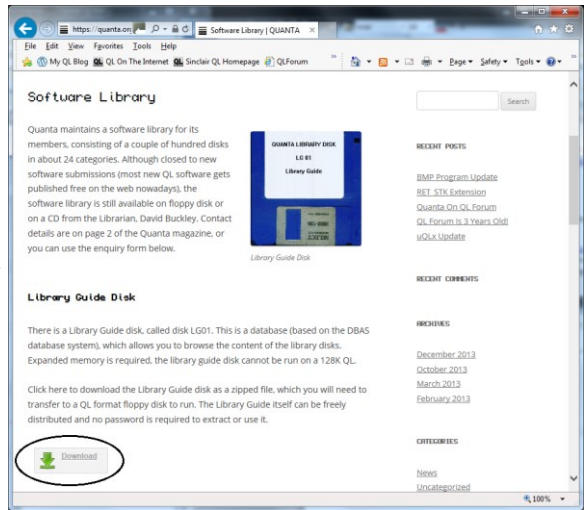 https://quanta.or
Software Library | QUANTA
File Edit View Favorites Tools Help
My QL Blog QL On The Internet Sinclair QL Homepage QLForum
Page Safety Tools
Software Library
Quanta maintains a software library for its
members, consisting of a couple of hundred disks
in about 24 categories. Although closed to new
software submissions (most new QL software gets
published free on the web nowadays), the
software library is still available on floppy disk or
on a CD from the Librarian, David Buckley. Contact
details are on page 2 of the Quanta magazine, or
you can use the enquiry form below.
QUANTA LIBRARY DISK
LG 01
Library Guide
Library Guide Disk
Library Guide Disk
There is a Library Guide disk, called disk LG01. This is
a database (based on the DBAS
database system), which allows you to browse the content of the library disks.
Expanded memory is required, the library guide disk cannot be run on a 128K QL.
Click here to download the Library Guide disk as a zipped file, which you will need to
transfer to a QL format floppy disk to run. The Library Guide itself can be freely
distributed and no password is required to extract or use it.
Download
Search
RECENT POSTS
BMP Program Update
RET_STK Extension
Quanta On QL Forum
QL Forum Is 3 Years Old!
uQLx Update
RECENT COMMENTS
ARCHIVES
December 2013
October 2013
March 2013
February 2013
CATEGORIES
News
Uncategorized
100%